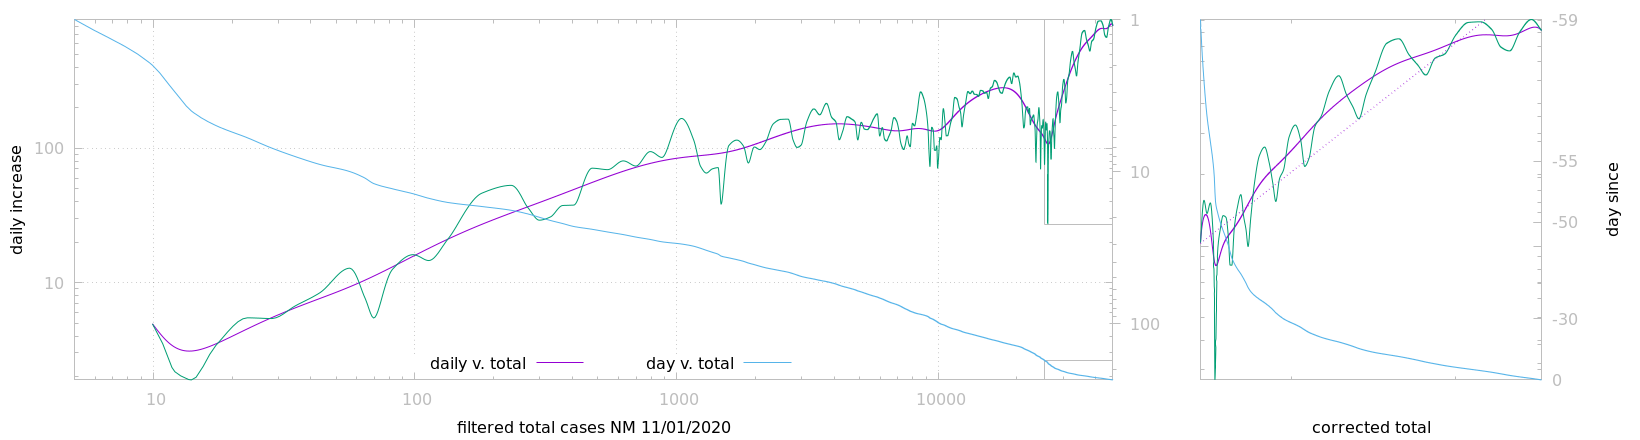 daily increase
100
10
10
100
1000
10000
1
10
100
daily v. total
day v. total
filtered total cases NM 11/01/2020
-59
-55
-50
-30
0
day since
corrected total